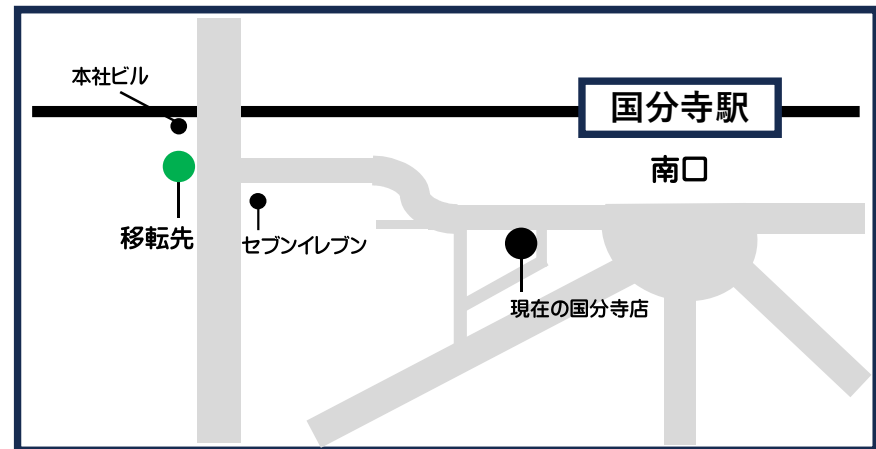 本社ビル
国分寺駅
南口
移転先
セブンイレブン
現在の国分寺店